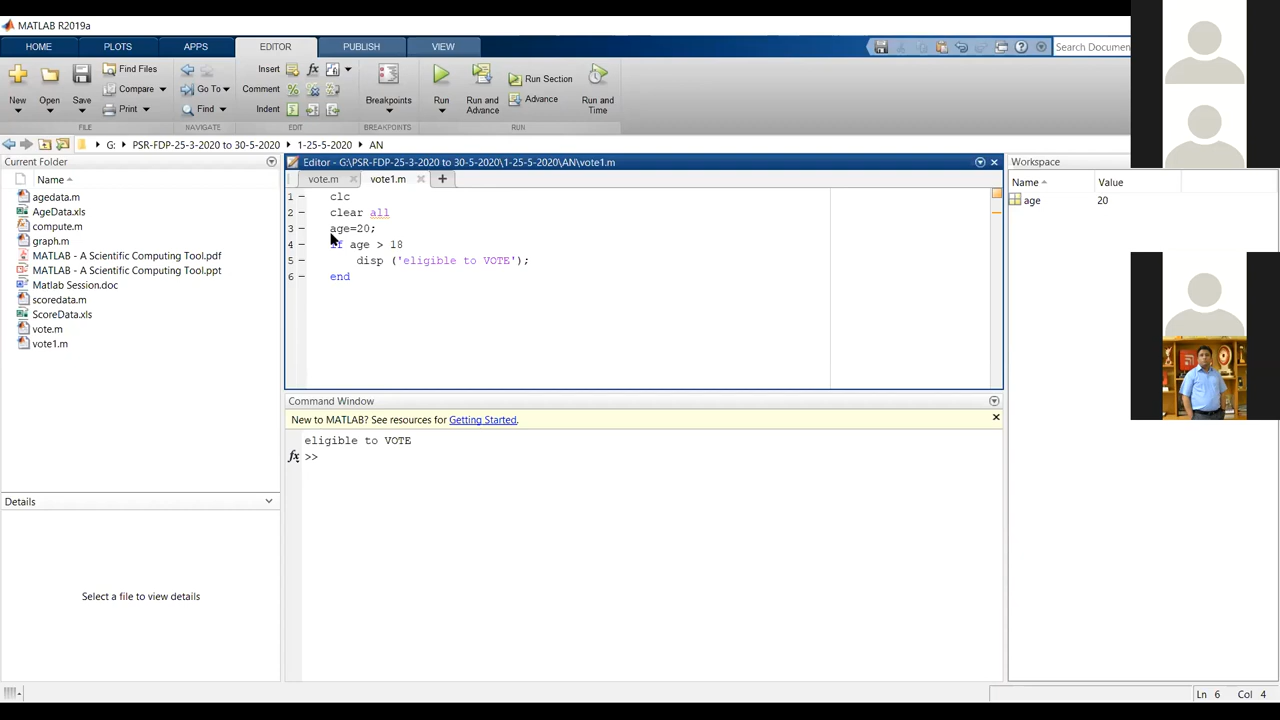 MATLAB R2019a
HOME PLOTS APPS EDITOR PUBLISH VIEW Search Documen
New Open Save Find Files Compare Print Go To Find Insert Comment Indent Breakpoints Run Run and Advance Run Section Advance Run and Time
FILE NAVIGATE EDIT BREAKPOINTS RUN
G: PSR-FDP-25-3-2020 to 30-5-2020 1-25-5-2020 AN
Current Folder
Name
agedata.m
AgeData.xls
compute.m
graph.m
MATLAB - A Scientific Computing Tool.pdf
MATLAB - A Scientific Computing Tool.ppt
Matlab Session.doc
scoredata.m
ScoreData.xls
vote.m
vote1.m
Details
Select a file to view details
Editor - G:\PSR-FDP-25-3-2020 to 30-5-2020\1-25-5-2020\AN\vote1.m
vote.m vote1.m
1 clc
2 clear all
3 age=20;
4 if age > 18
5 disp ('eligible to VOTE');
6 end
Command Window
New to MATLAB? See resources for Getting Started.
eligible to VOTE
fx >>
Workspace
Name Value
age 20
Ln 6 Col 4